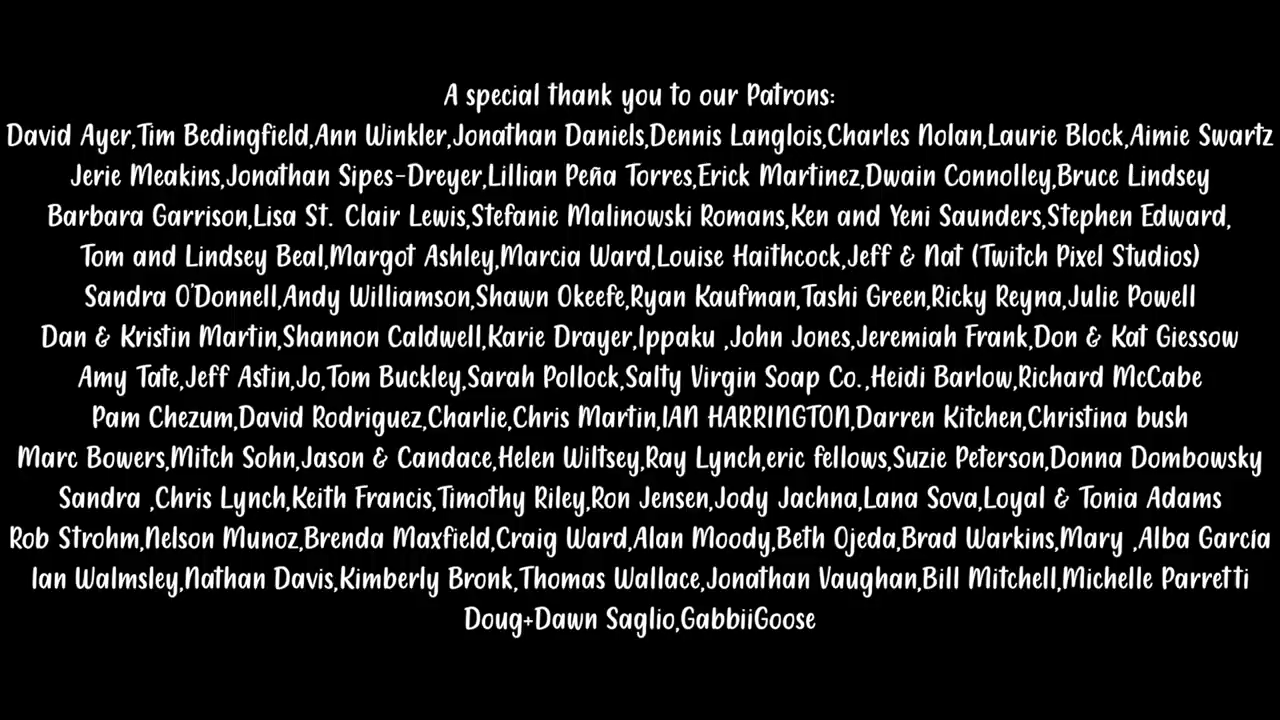 A special thank you to our Patrons:
David Ayer,Tim Bedingfield,Ann Winkler,Jonathan Daniels,Dennis Langlois,Charles Nolan,Laurie Block,Aimie Swartz
Jerie Meakins,Jonathan Sipes-Dreyer,Lillian Peña Torres,Erick Martinez,Dwain Connolley,Bruce Lindsey
Barbara Garrison,Lisa St. Clair Lewis,Stefanie Malinowski Romans,Ken and Yeni Saunders,Stephen Edward,
Tom and Lindsey Beal,Margot Ashley,Marcia Ward,Louise Haithcock,Jeff & Nat (Twitch Pixel Studios)
Sandra O'Donnell,Andy Williamson,Shawn Okeefe,Ryan Kaufman,Tashi Green,Ricky Reyna,Julie Powell
Dan & Kristin Martin,Shannon Caldwell,Karie Drayer,Ippaku ,John Jones,Jeremiah Frank,Don & Kat Giessow
Amy Tate,Jeff Astin,Jo,Tom Buckley,Sarah Pollock,Salty Virgin Soap Co.,Heidi Barlow,Richard McCabe
Pam Chezum,David Rodriguez,Charlie,Chris Martin,IAN HARRINGTON,Darren Kitchen,Christina bush
Marc Bowers,Mitch Sohn,Jason & Candace,Helen Wiltsey,Ray Lynch,eric fellows,Suzie Peterson,Donna Dombowsky
Sandra ,Chris Lynch,Keith Francis,Timothy Riley,Ron Jensen,Jody Jachna,Lana Sova,Loyal & Tonia Adams
Rob Strohm,Nelson Munoz,Brenda Maxfield,Craig Ward,Alan Moody,Beth Ojeda,Brad Warkins,Mary ,Alba García
Ian Walmsley,Nathan Davis,Kimberly Bronk,Thomas Wallace,Jonathan Vaughan,Bill Mitchell,Michelle Parretti
Doug+Dawn Saglio,GabbiiGoose